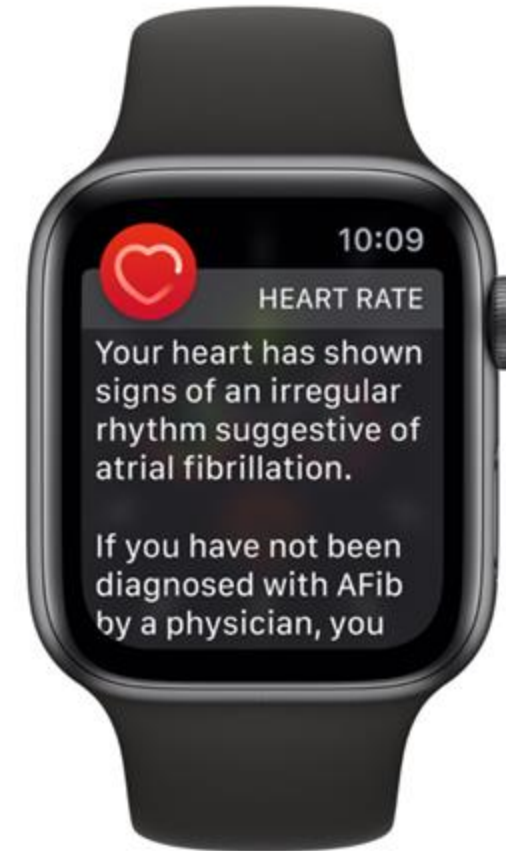 10:09
HEART RATE
Your heart has shown
signs of an irregular
rhythm suggestive of
atrial fibrillation.
If you have not been
diagnosed with AFib
by a physician, you